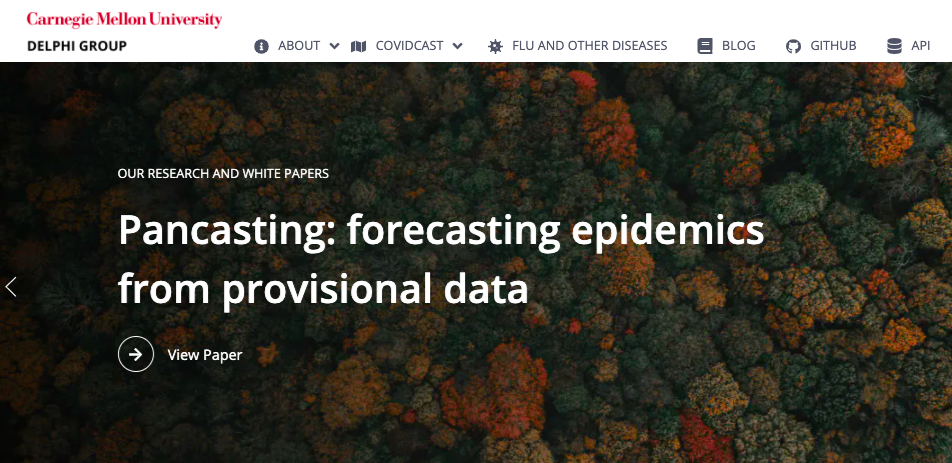 Carnegie Mellon University
DELPHI GROUP
ABOUT COVIDCAST FLU AND OTHER DISEASES BLOG GITHUB API
OUR RESEARCH AND WHITE PAPERS
Pancasting: forecasting epidemics
from provisional data
View Paper